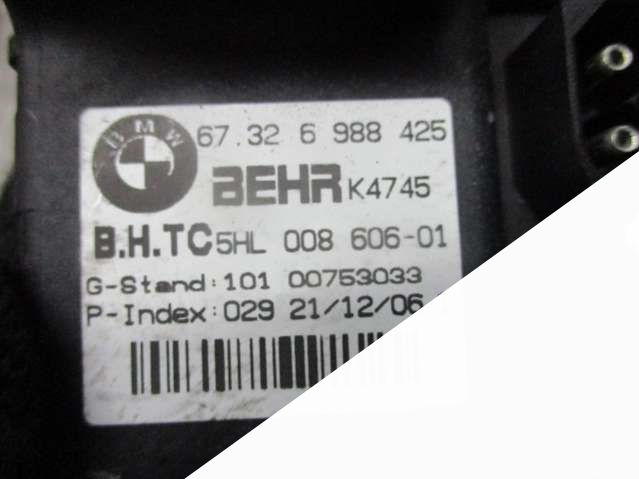 BMW
67.32 6 988 425
BEHR K4745
B.H.TC 5HL 008 606-01
G-Stand:101 00753033
P-Index:029 21/12/06